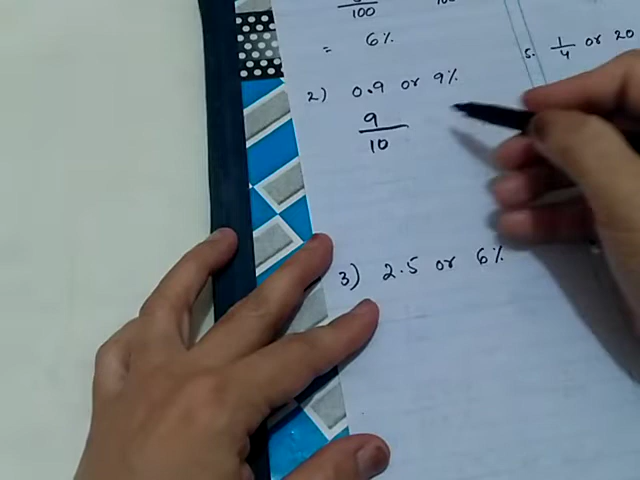 100
100
= 6%
2) 0.9 or 9%
9
10
3) 2.5 or 6%
5. 1/4 or 20